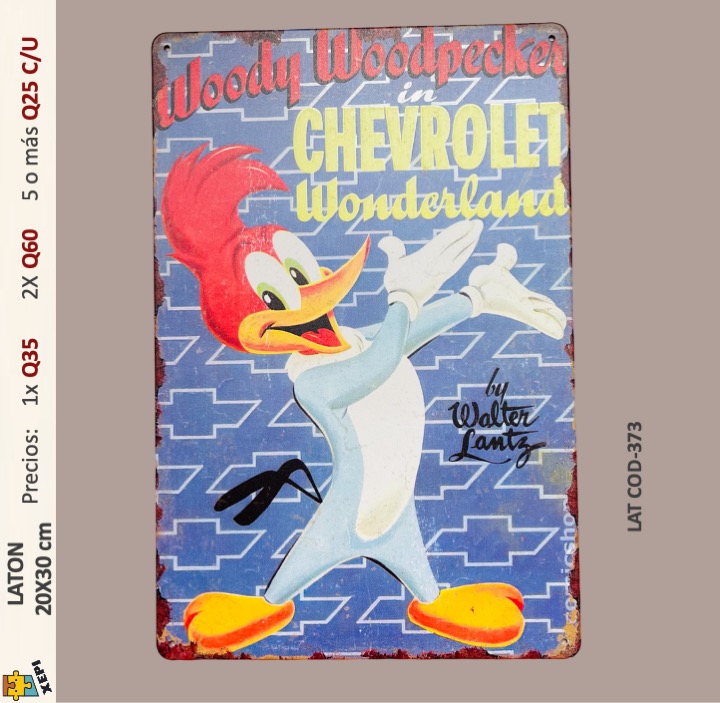 LATON
20X30 cm
Precios: 1x Q35 2X Q60 5 o más Q25 C/U
XEPI
Woody Woodpecker
in
CHEVROLET
Wonderland
by
Walter
Lantz
LAT COD-373